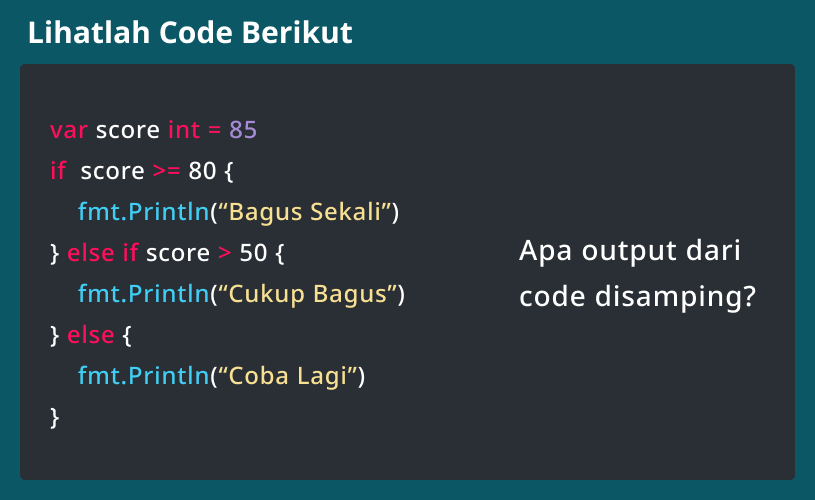 Lihatlah Code Berikut
var score int = 85
if score >= 80 {
fmt.Println(“Bagus Sekali”)
} else if score > 50 {
fmt.Println(“Cukup Bagus”)
} else {
fmt.Println(“Coba Lagi”)
}
Apa output dari
code disamping?